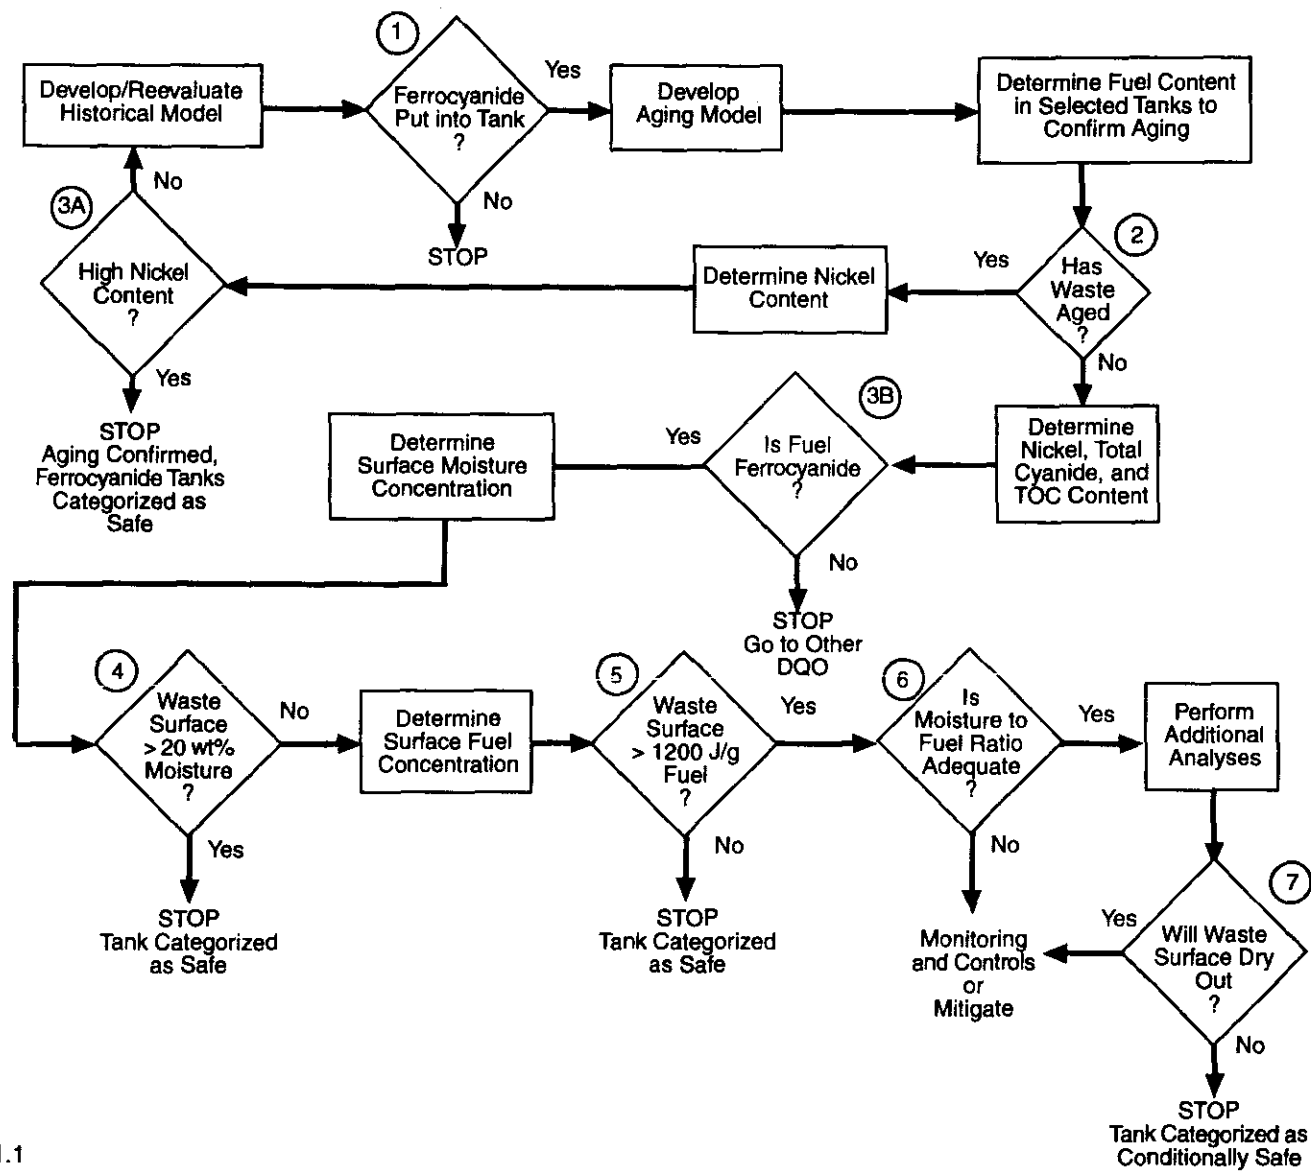 1
Develop/Reevaluate
Historical Model
Ferrocyanide
Put into Tank
?
Yes
Develop
Aging Model
Determine Fuel Content
in Selected Tanks to
Confirm Aging
No
STOP
3A
No
High Nickel
Content
?
Determine Nickel
Content
Yes
2
Has
Waste
Aged
?
No
Yes
STOP
Aging Confirmed,
Ferrocyanide Tanks
Categorized as
Safe
Determine
Surface Moisture
Concentration
Yes
3B
Is Fuel
Ferrocyanide
?
Determine
Nickel, Total
Cyanide, and
TOC Content
No
STOP
Go to Other
DQO
4
Waste
Surface
> 20 wt%
Moisture
?
No
Determine
Surface Fuel
Concentration
5
Waste
Surface
> 1200 J/g
Fuel
?
Yes
6
Is
Moisture to
Fuel Ratio
Adequate
?
Yes
Perform
Additional
Analyses
Yes
STOP
Tank Categorized
as Safe
No
STOP
Tank Categorized
as Safe
No
Monitoring
and Controls
or
Mitigate
Yes
7
Will Waste
Surface Dry
Out
?
No
STOP
Tank Categorized as
Conditionally Safe
.1